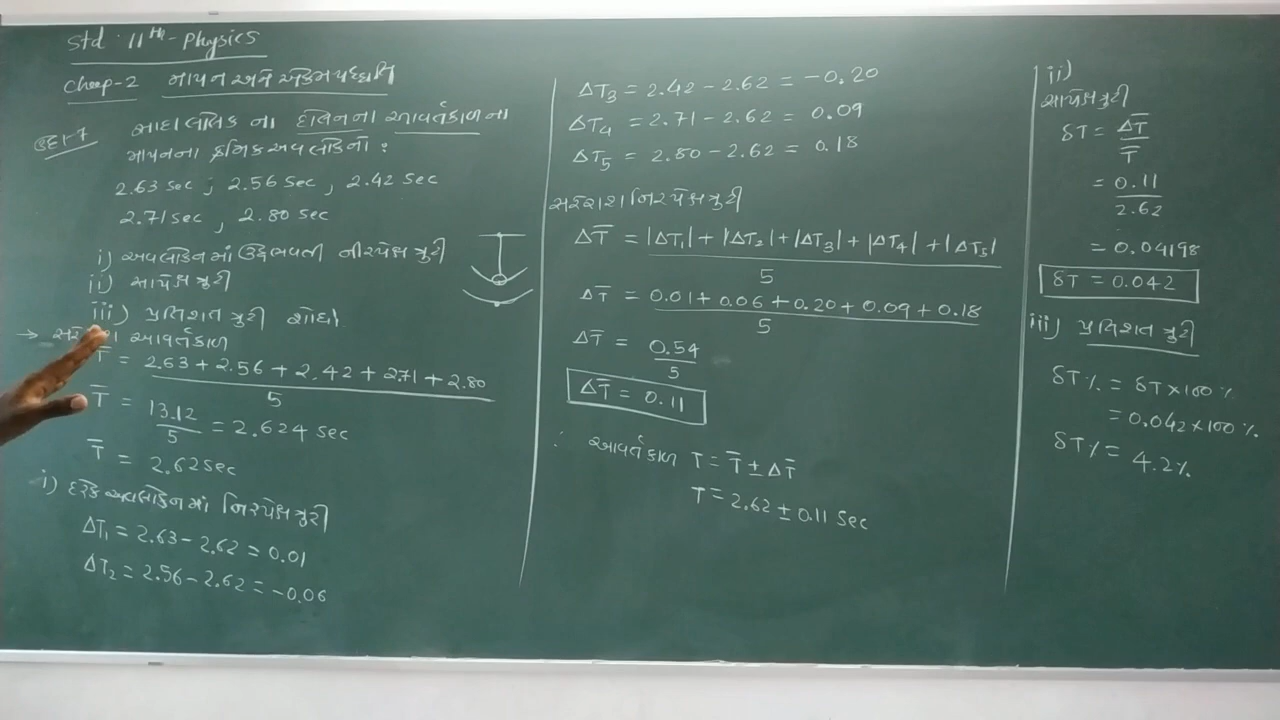 Std. 11th - Physics
Chap-2 માપન અને એકમપધ્ધતિ
ઉદા-7 સાદા લોલક ના દોલનના આવર્તકાળ ના
માપનના ક્રમિક અવલોકનો :
2.63 sec ; 2.56 sec , 2.42 sec
2.71 sec , 2.80 sec
i) અવલોકનમાં ઉદ્દભવતી નીરપેક્ષ ત્રુટી
ii) સાપેક્ષ ત્રુટી
iii) પ્રતિશત ત્રુટી શોધો.
→ આવર્તકાળ
T̅ = (2.63 + 2.56 + 2.42 + 2.71 + 2.80) / 5
T̅ = 13.12 / 5 = 2.624 sec
T̅ = 2.62 sec
i) દરેક અવલોકનમાં નિરપેક્ષ ત્રુટી
ΔT₁ = 2.63 - 2.62 = 0.01
ΔT₂ = 2.56 - 2.62 = -0.06
ΔT₃ = 2.42 - 2.62 = -0.20
ΔT₄ = 2.71 - 2.62 = 0.09
ΔT₅ = 2.80 - 2.62 = 0.18
સરેરાશ નિરપેક્ષ ત્રુટી
ΔT̅ = (|ΔT₁| + |ΔT₂| + |ΔT₃| + |ΔT₄| + |ΔT₅|) / 5
ΔT̅ = (0.01 + 0.06 + 0.20 + 0.09 + 0.18) / 5
ΔT̅ = 0.54 / 5
ΔT̅ = 0.11
∴ આવર્તકાળ T = T̅ ± ΔT̅
T = 2.62 ± 0.11 sec
ii)
સાપેક્ષ ત્રુટી
δT = ΔT̅ / T̅
= 0.11 / 2.62
= 0.04198
δT = 0.042
iii) પ્રતિશત ત્રુટી
δT% = δT × 100 %
= 0.042 × 100 %
δT% = 4.2%